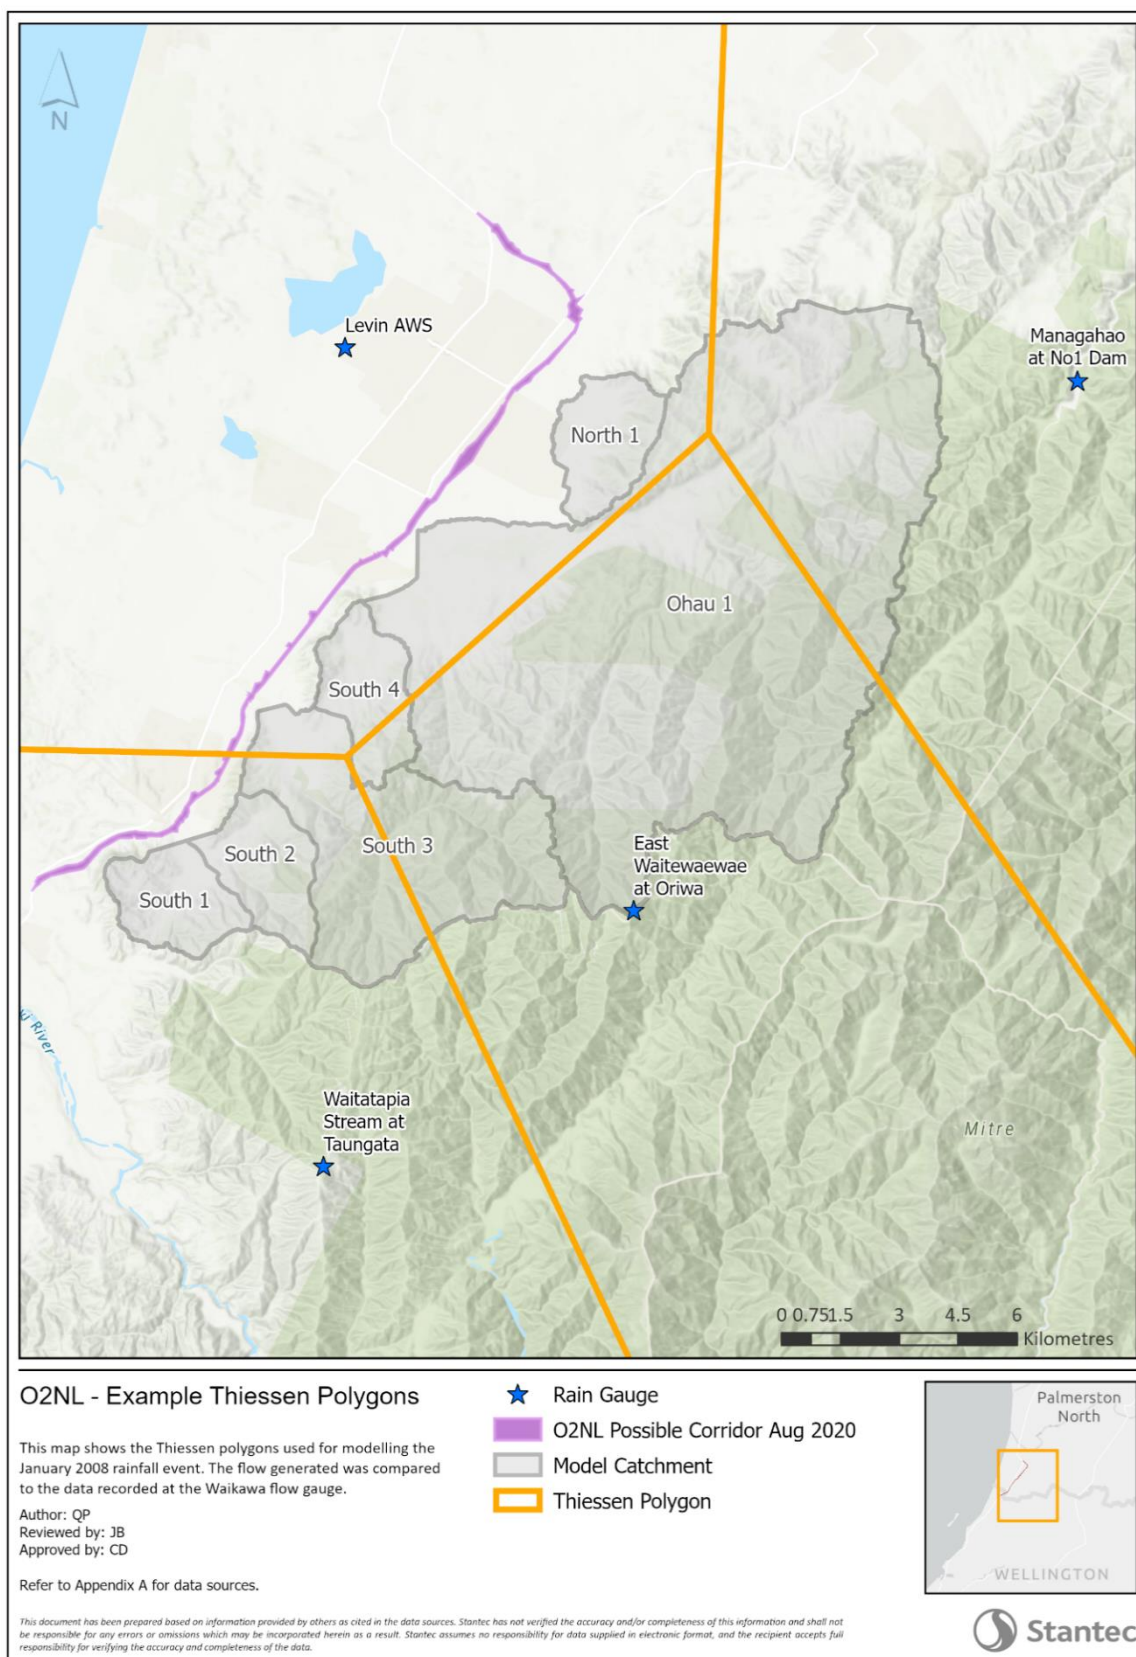 N
Levin AWS
Managahao
at No1 Dam
North 1
Ohau 1
South 4
South 3
South 2
South 1
East
Waitewaewae
at Oriwa
River
Waitatapia
Stream at
Taungata
Mitre
0 0.751.5 3 4.5 6
Kilometres
O2NL - Example Thiessen Polygons
This map shows the Thiessen polygons used for modelling the
January 2008 rainfall event. The flow generated was compared
to the data recorded at the Waikawa flow gauge.
Author: QP
Reviewed by: JB
Approved by: CD
Refer to Appendix A for data sources.
Rain Gauge
O2NL Possible Corridor Aug 2020
Model Catchment
Thiessen Polygon
Palmerston
North
WELLINGTON
This document has been prepared based on information provided by others as cited in the data sources. Stantec has not verified the accuracy and/or completeness of this information and shall not
be responsible for any errors or omissions which may be incorporated herein as a result. Stantec assumes no responsibility for data supplied in electronic format, and the recipient accepts full
responsibility for verifying the accuracy and completeness of the data.
Stantec